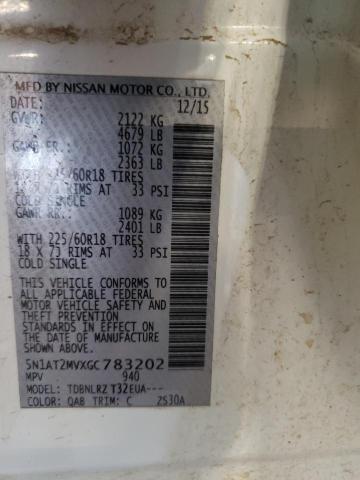 MFD BY NISSAN MOTOR CO., LTD.
DATE: 12/15
GVWR: 2122 KG
4679 LB
GAWR FR: 1072 KG
2363 LB
WITH 225/60R18 TIRES
18 X 7J RIMS AT 33 PSI
COLD SINGLE
GAWR RR: 1089 KG
2401 LB
WITH 225/60R18 TIRES
18 X 7J RIMS AT 33 PSI
COLD SINGLE
THIS VEHICLE CONFORMS TO
ALL APPLICABLE FEDERAL
MOTOR VEHICLE SAFETY AND
THEFT PREVENTION
STANDARDS IN EFFECT ON
THE DATE OF MANUFACTURE
SHOWN ABOVE.
5N1AT2MVXGC783202
MPV 940
MODEL: TDBNLRZ T32EUA---
COLOR: QAB TRIM: C 2S30A